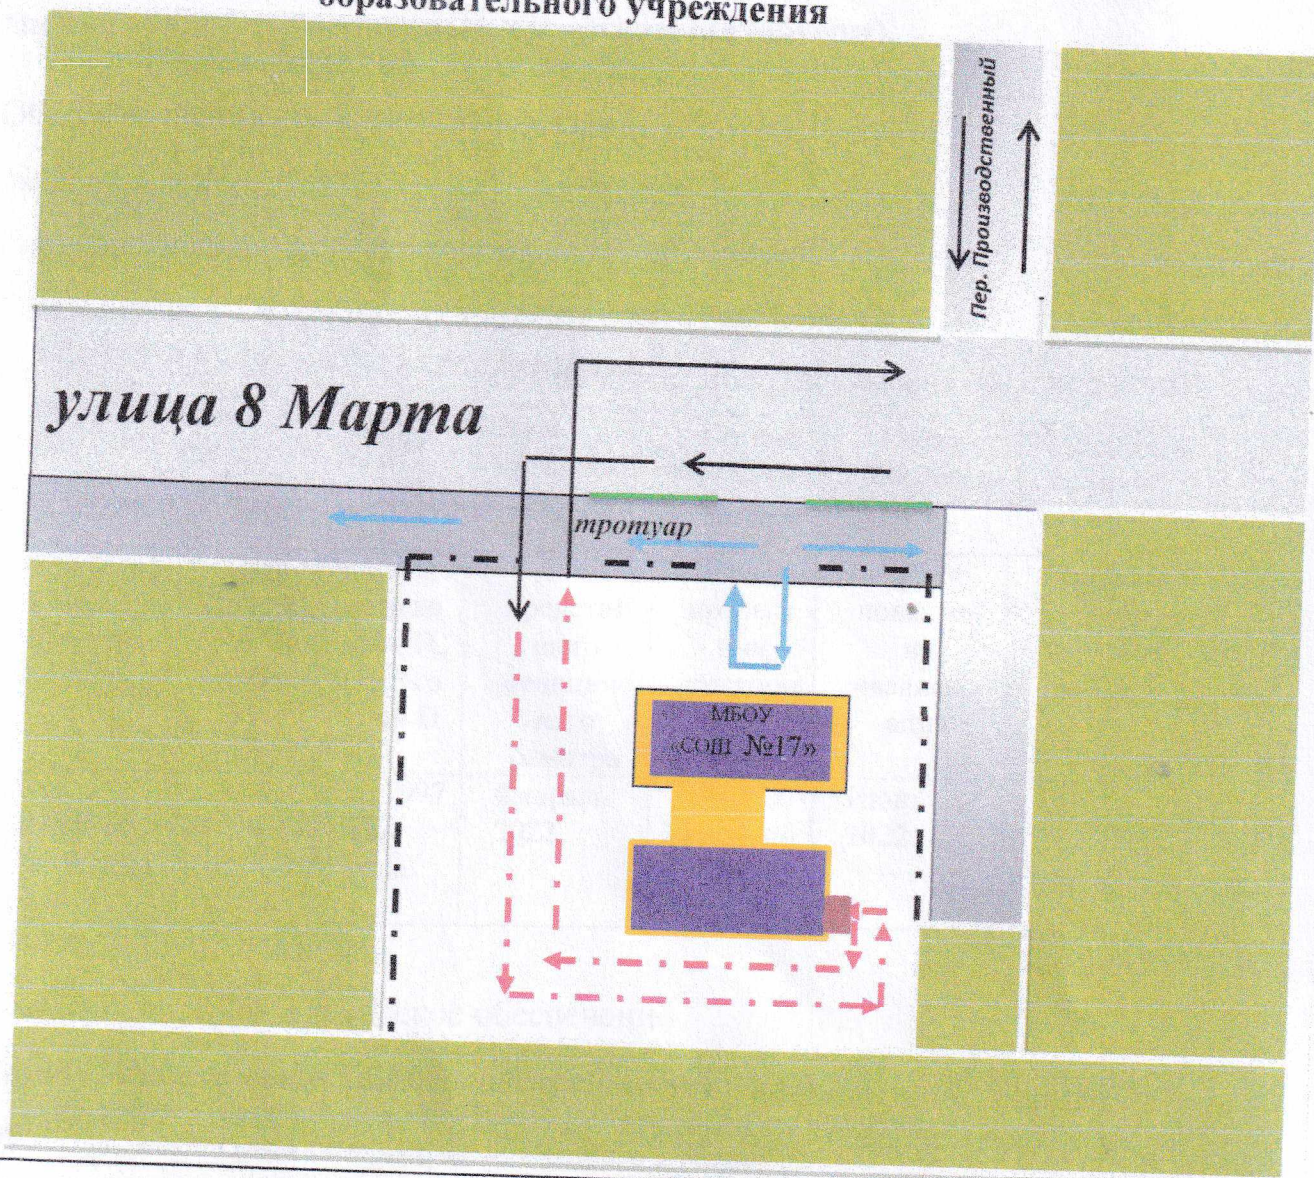 образовательного учреждения
Пер. Производственный
улица 8 Марта
тротуар
МБОУ
«СОШ №17»